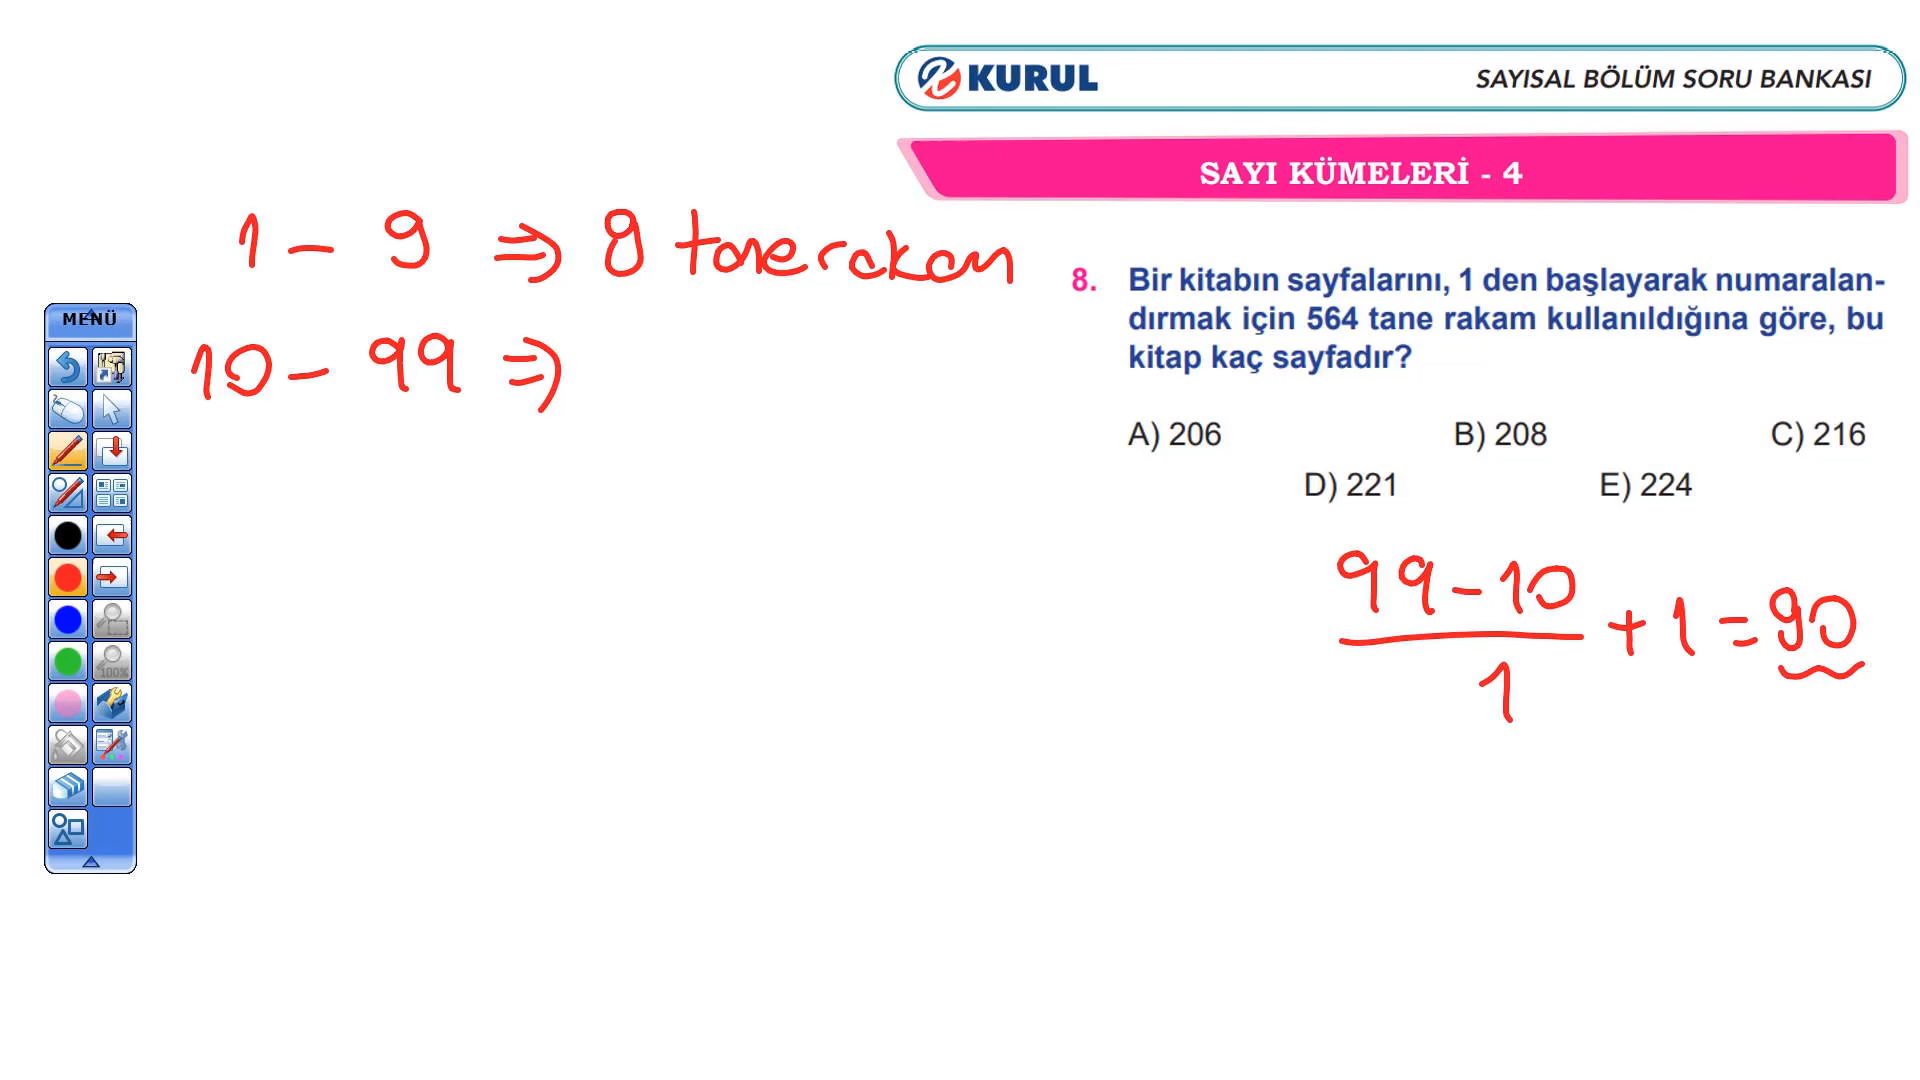 KURUL
SAYISAL BÖLÜM SORU BANKASI
SAYI KÜMELERİ - 4
1 - 9 ⇒ 9 tane rakam
10 - 99 ⇒
MENÜ
100%
8. Bir kitabın sayfalarını, 1 den başlayarak numaralan-
dırmak için 564 tane rakam kullanıldığına göre, bu
kitap kaç sayfadır?
A) 206 B) 208 C) 216
D) 221 E) 224
99 - 10
+ 1 = 90
1